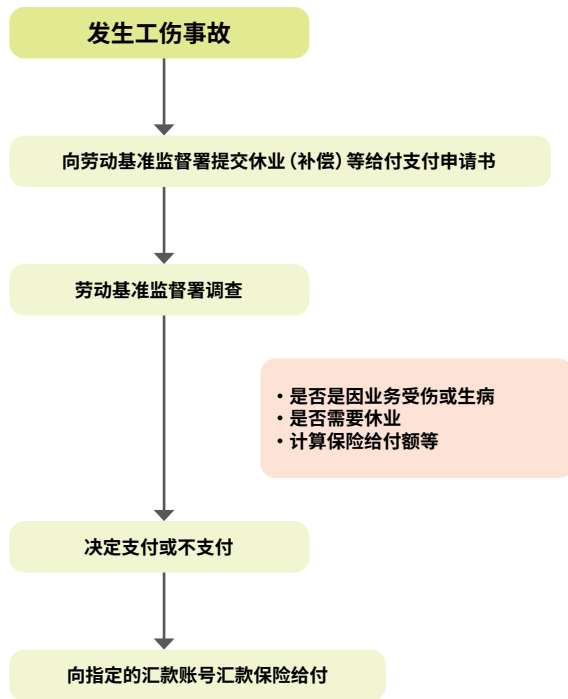 发生工伤事故
向劳动基准监督署提交休业（补偿）等给付支付申请书
劳动基准监督署调查
・是否是因业务受伤或生病
・是否需要休业
・计算保险给付额等
决定支付或不支付
向指定的汇款账号汇款保险给付